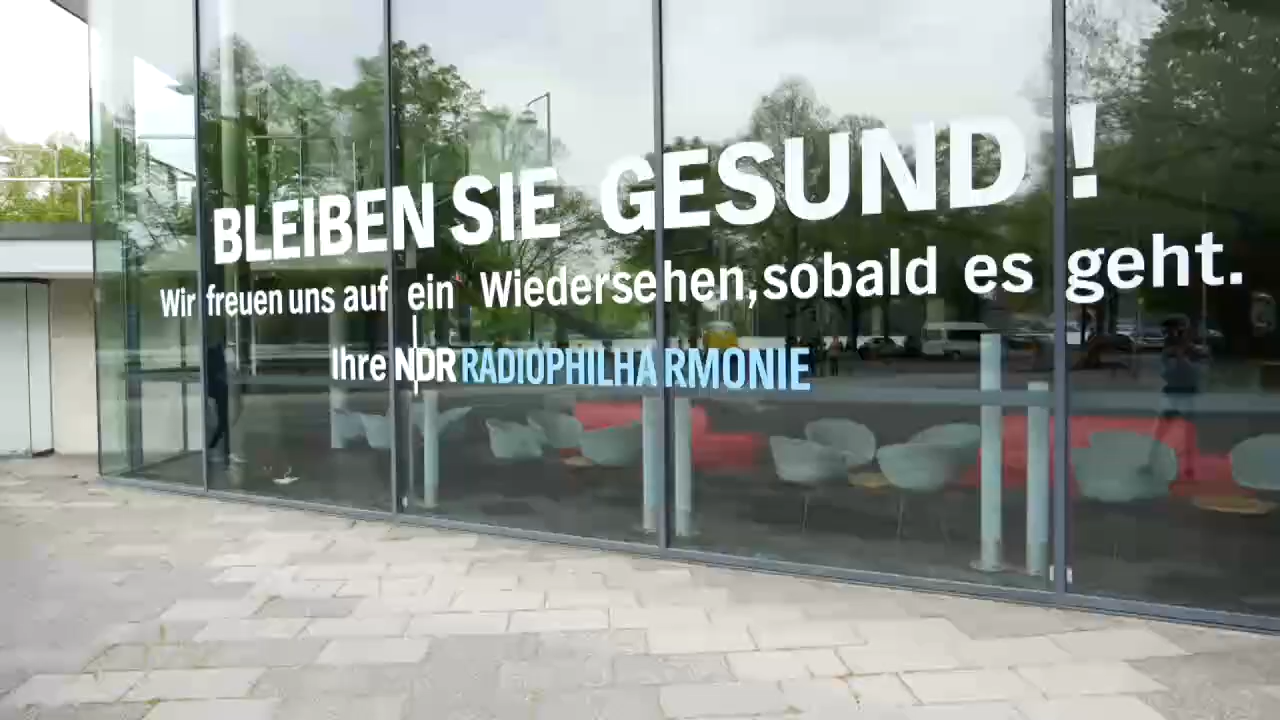 BLEIBEN SIE GESUND !
Wir freuen uns auf ein Wiedersehen, sobald es geht.
Ihre NDR RADIOPHILHARMONIE